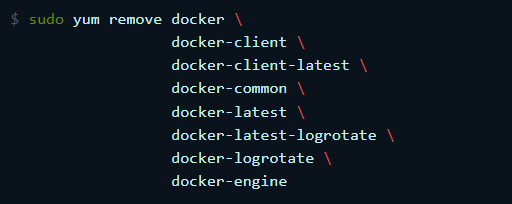 $ sudo yum remove docker \
docker-client \
docker-client-latest \
docker-common \
docker-latest \
docker-latest-logrotate \
docker-logrotate \
docker-engine